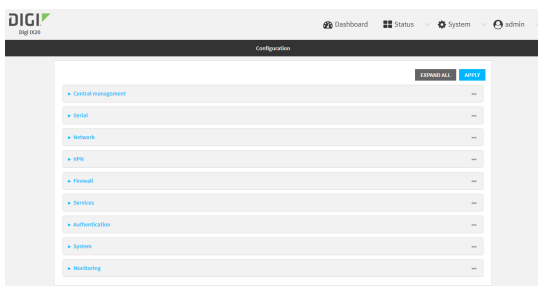 DIGI
Digi IX20
Dashboard
Status
System
admin
Configuration
EXPAND ALL
APPLY
Central management
Serial
Network
VPN
Firewall
Services
Authentication
System
Monitoring